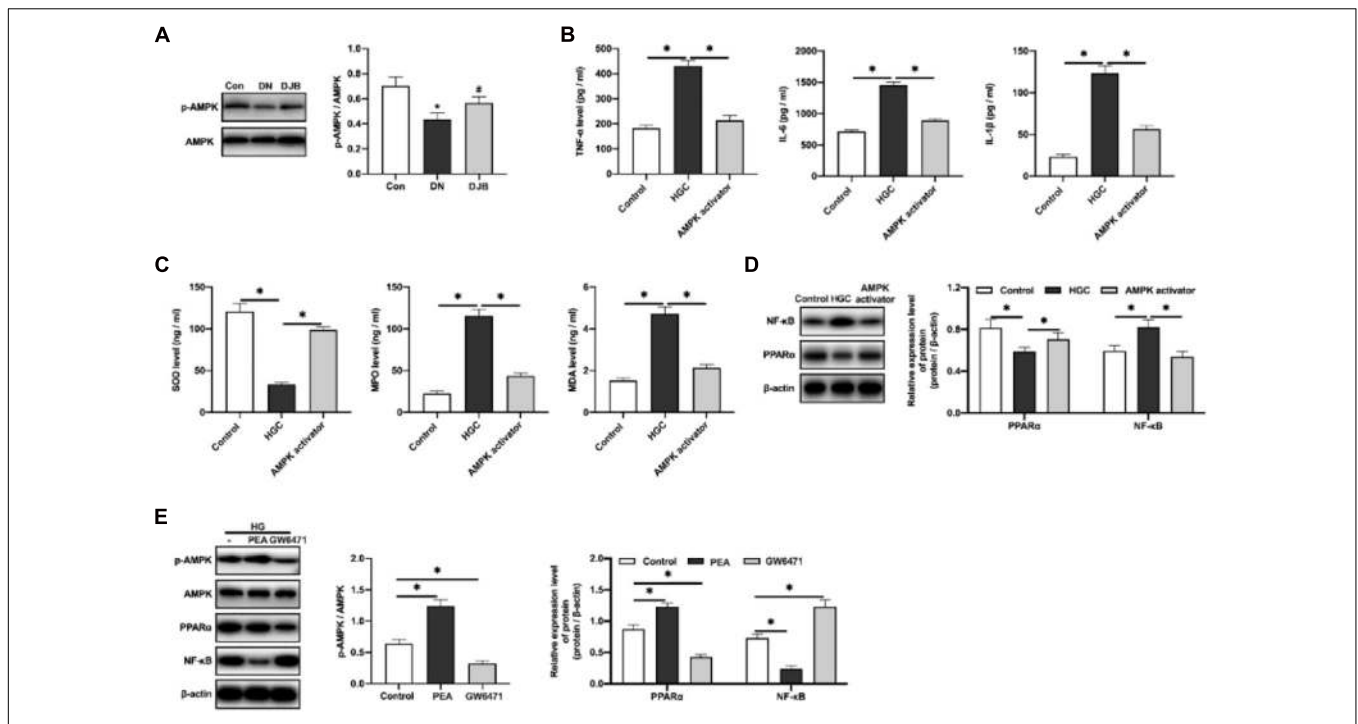 A
Con DN DJB
p-AMPK
AMPK
p-AMPK / AMPK
1.0
0.8
0.6
0.4
0.2
0.0
*
#
Con DN DJB
B
TNF-α level (pg / ml)
500
400
300
200
100
0
* *
Control
HGC
AMPK activator
IL-6 (pg / ml)
2000
1500
1000
500
0
* *
Control
HGC
AMPK activator
IL-1β (pg / ml)
150
100
50
0
* *
Control
HGC
AMPK activator
C
SOD level (ng / ml)
150
100
50
0
*
*
Control
HGC
AMPK activator
MPO level (ng / ml)
150
100
50
0
* *
Control
HGC
AMPK activator
MDA level (ng / ml)
6
4
2
0
* *
Control
HGC
AMPK activator
D
Control HGC AMPK
activator
NF-κB
PPARα
β-actin
Relative expression level
of protein
(protein / β-actin)
1.2
0.8
0.4
0.0
Control HGC AMPK activator
* * * *
PPARα NF-κB
E
HG
- PEA GW6471
p-AMPK
AMPK
PPARα
NF-κB
β-actin
p-AMPK / AMPK
2.0
1.5
1.0
0.5
0.0
*
*
Control PEA GW6471
Relative expression level
of protein
(protein / β-actin)
2.0
1.5
1.0
0.5
0.0
Control PEA GW6471
* *
* *
PPARα NF-κB